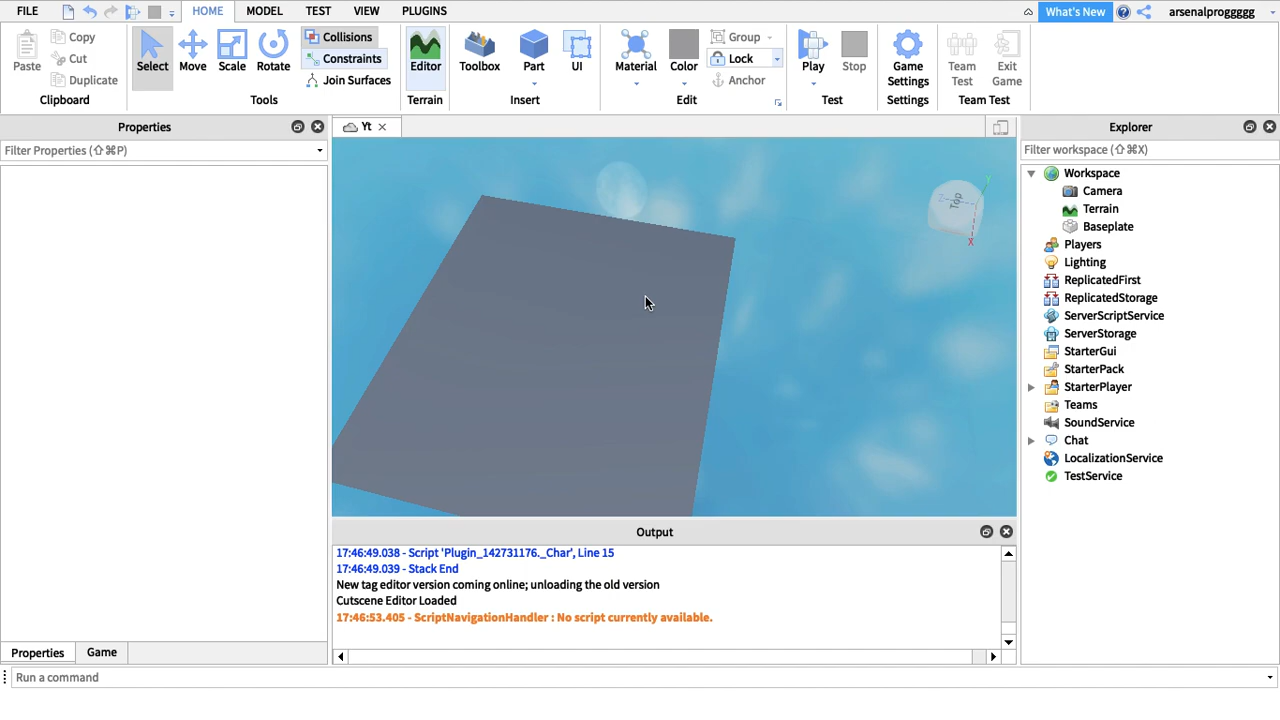 FILE
HOME MODEL TEST VIEW PLUGINS
What's New
arsenalproggggg
Paste
Copy
Cut
Duplicate
Clipboard
Select
Move
Scale
Rotate
Collisions
Constraints
Join Surfaces
Tools
Editor
Terrain
Toolbox
Part
UI
Insert
Material
Color
Group
Lock
Anchor
Edit
Play
Stop
Test
Game
Settings
Settings
Team
Test
Exit
Game
Team Test
Properties
Filter Properties (⇧⌘P)
Yt
Top
Y
X
Explorer
Filter workspace (⇧⌘X)
Workspace
Camera
Terrain
Baseplate
Players
Lighting
ReplicatedFirst
ReplicatedStorage
ServerScriptService
ServerStorage
StarterGui
StarterPack
StarterPlayer
Teams
SoundService
Chat
LocalizationService
TestService
Output
17:46:49.038 - Script 'Plugin_142731176._Char', Line 15
17:46:49.039 - Stack End
New tag editor version coming online; unloading the old version
Cutscene Editor Loaded
17:46:53.405 - ScriptNavigationHandler : No script currently available.
Properties Game
Run a command